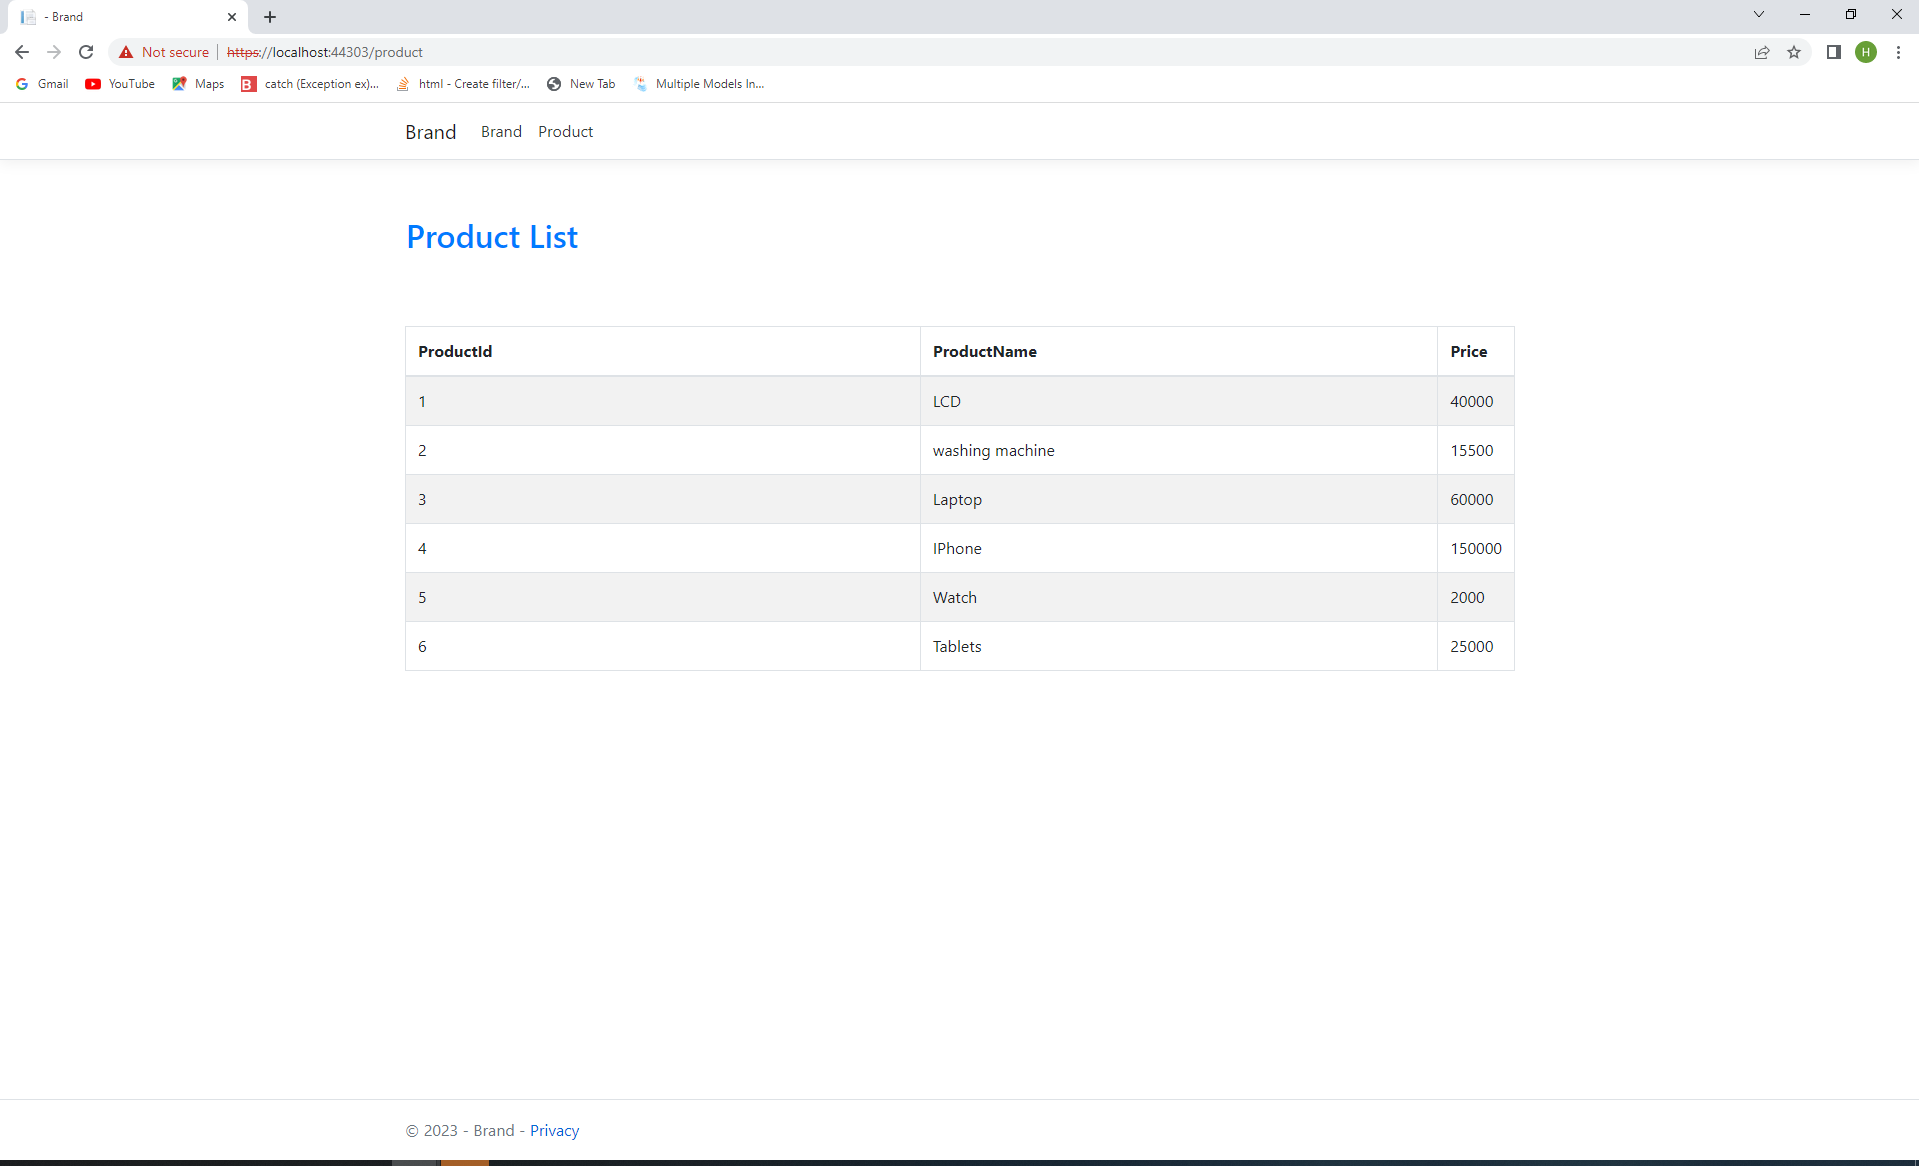 - Brand
Not secure https://localhost:44303/product
H
Gmail YouTube Maps catch (Exception ex)... html - Create filter/... New Tab Multiple Models In...
Brand Brand Product
Product List
ProductId ProductName Price
1 LCD 40000
2 washing machine 15500
3 Laptop 60000
4 IPhone 150000
5 Watch 2000
6 Tablets 25000
© 2023 - Brand - Privacy